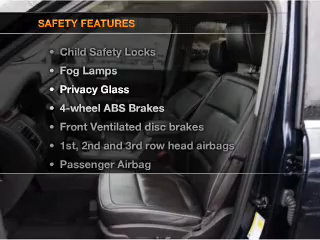 SAFETY FEATURES
• Child Safety Locks
• Fog Lamps
• Privacy Glass
• 4-wheel ABS Brakes
• Front Ventilated disc brakes
• 1st, 2nd and 3rd row head airbags
• Passenger Airbag